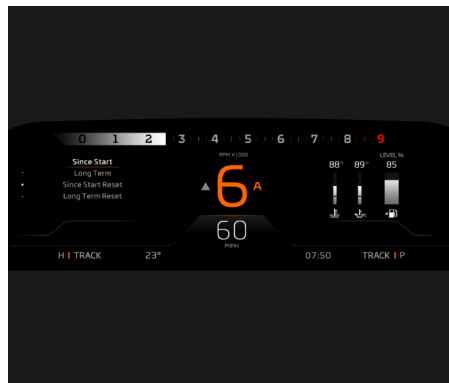 0 1 2 3 4 5 6 7 8 9
RPM X1000
Since Start
Long Term
Since Start Reset
Long Term Reset
6 A
LEVEL %
88° 89° 85
60
MPH
H TRACK 23° 07:50 TRACK P